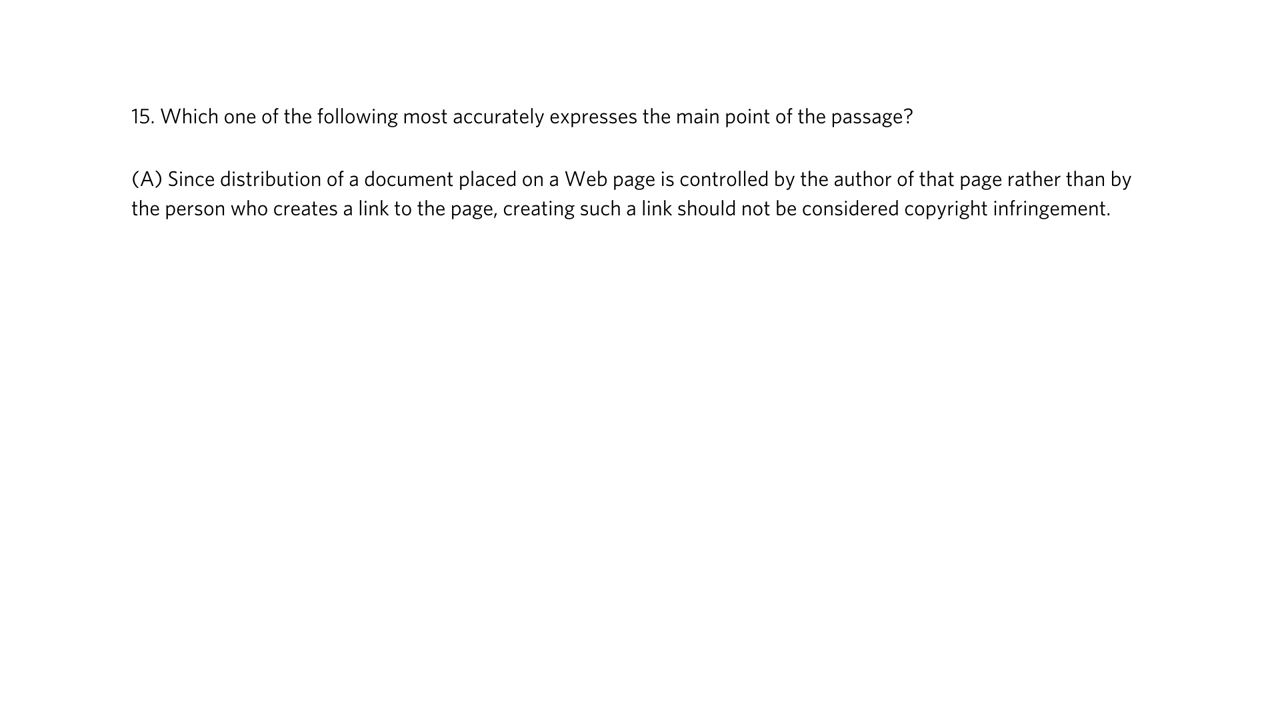 15. Which one of the following most accurately expresses the main point of the passage?
(A) Since distribution of a document placed on a Web page is controlled by the author of that page rather than by
the person who creates a link to the page, creating such a link should not be considered copyright infringement.